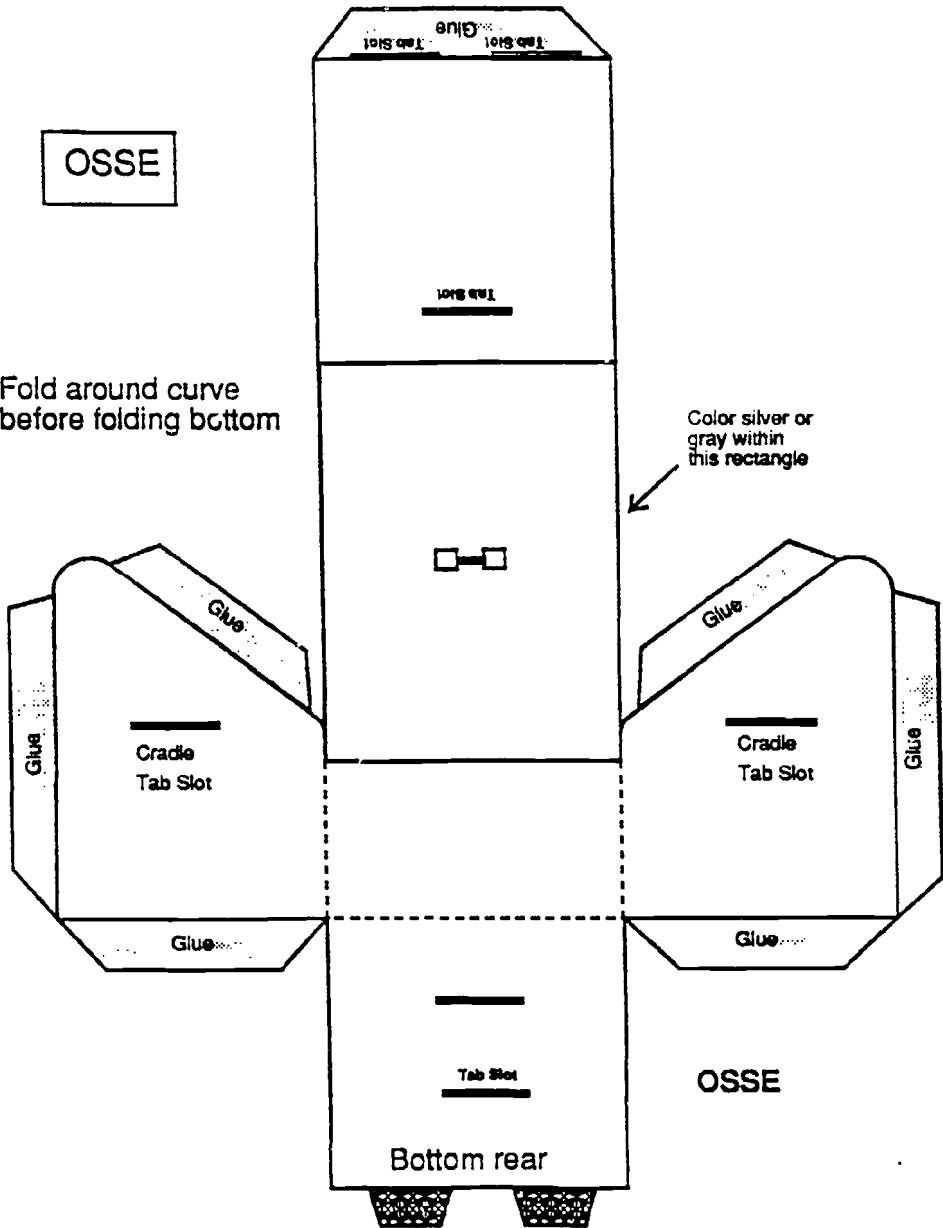 Glue
Tab Slot Tab Slot
OSSE
Tab Slot
Fold around curve
before folding bottom
Color silver or
gray within
this rectangle
Glue
Glue
Glue
Cradle
Tab Slot
Cradle
Tab Slot
Glue
Glue
Glue
Tab Slot
OSSE
Bottom rear